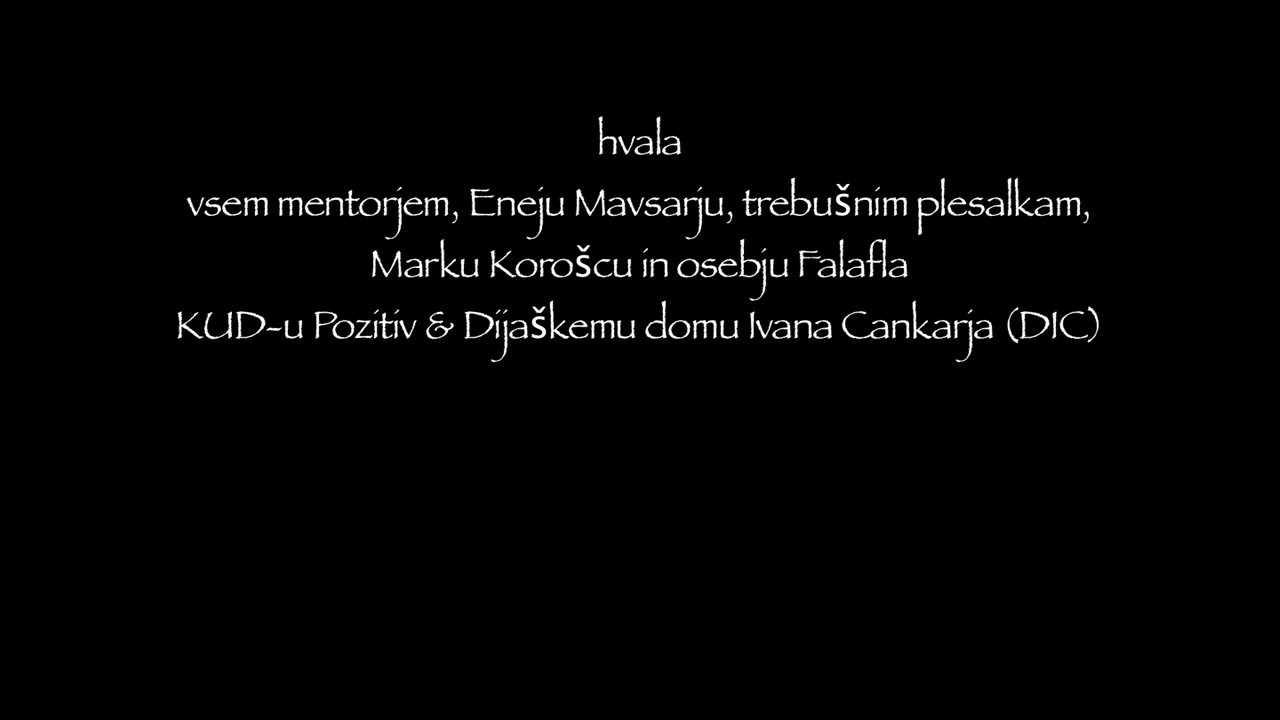 hvala
vsem mentorjem, Eneju Mavsarju, trebušnim plesalkam,
Marku Korošcu in osebju Falafla
KUD-u Pozitiv & Dijaškemu domu Ivana Cankarja (DIC)